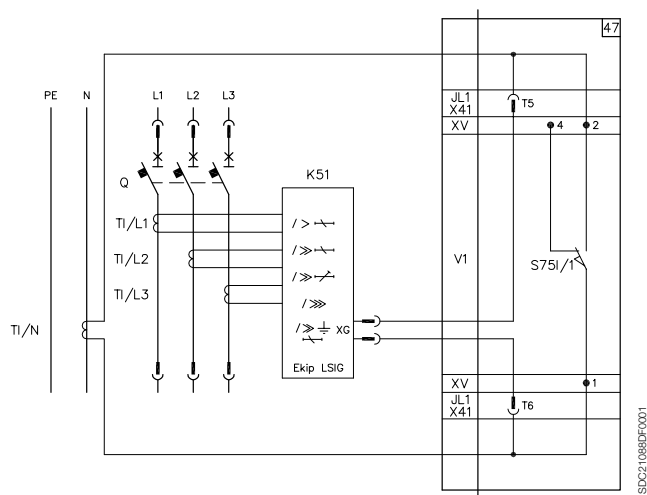 47
PE N L1 L2 L3
JL1
X41
T5
XV 4 2
Q
K51
TI/L1
TI/L2
TI/L3
V1
S75I/1
TI/N
XG
Ekip LSIG
XV 1
JL1
X41
T6
SDC21088DF0001